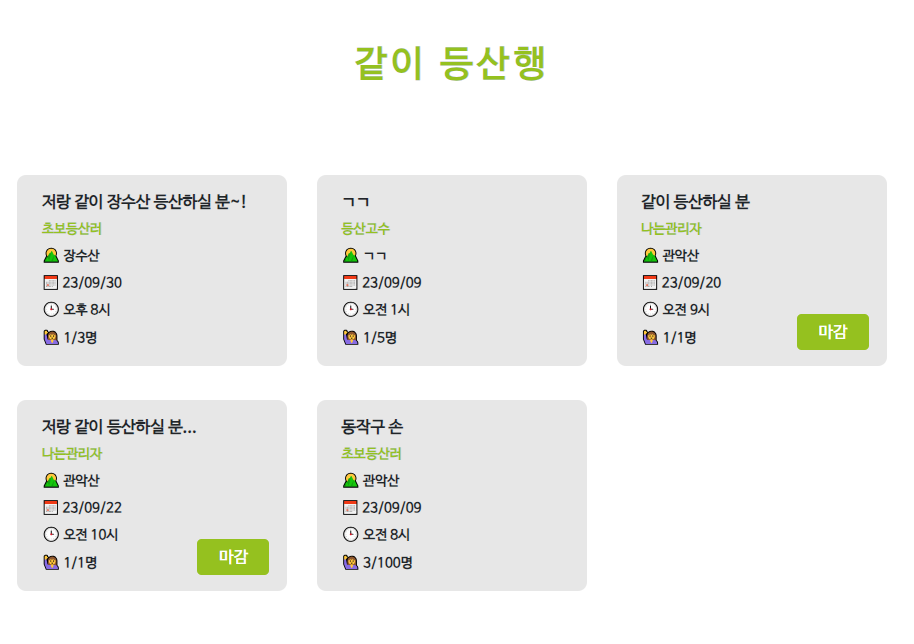 같이 등산행
저랑 같이 장수산 등산하실 분~!
초보등산러
장수산
23/09/30
오후 8시
1/3명
ㄱㄱ
등산고수
ㄱㄱ
23/09/09
오전 1시
1/5명
같이 등산하실 분
나는관리자
관악산
23/09/20
오전 9시
1/1명
마감
저랑 같이 등산하실 분...
나는관리자
관악산
23/09/22
오전 10시
1/1명
마감
동작구 손
초보등산러
관악산
23/09/09
오전 8시
3/100명